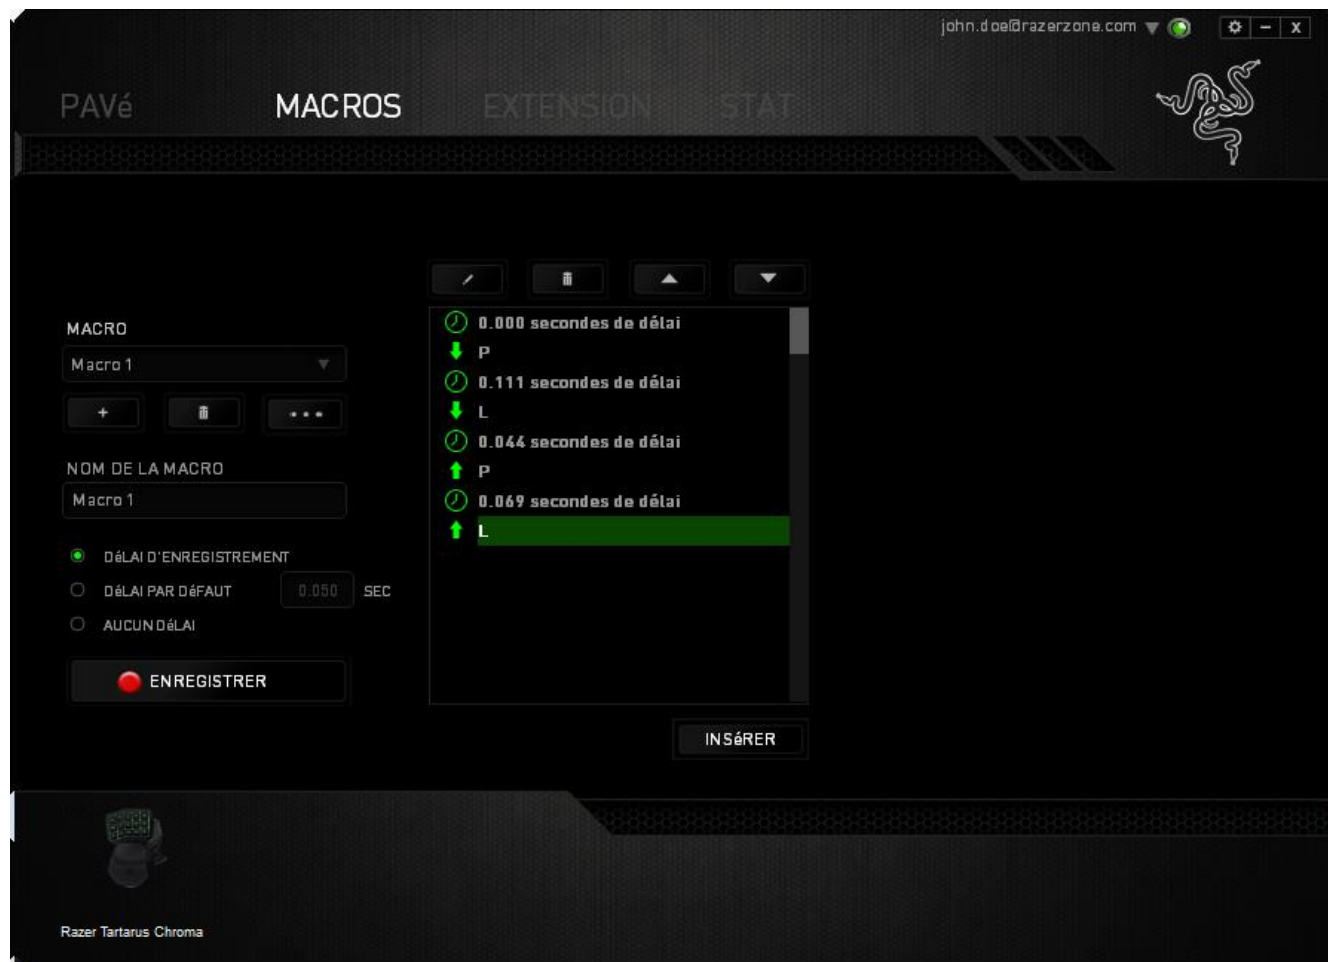 john.doe@razerzone.com
PAVé MACROS EXTENSION STAT
MACRO
Macro 1
NOM DE LA MACRO
Macro 1
DéLAI D'ENREGISTREMENT
DéLAI PAR DéFAUT 0.050 SEC
AUCUN DéLAI
ENREGISTRER
0.000 secondes de délai
P
0.111 secondes de délai
L
0.044 secondes de délai
P
0.069 secondes de délai
L
INSéRER
Razer Tartarus Chroma